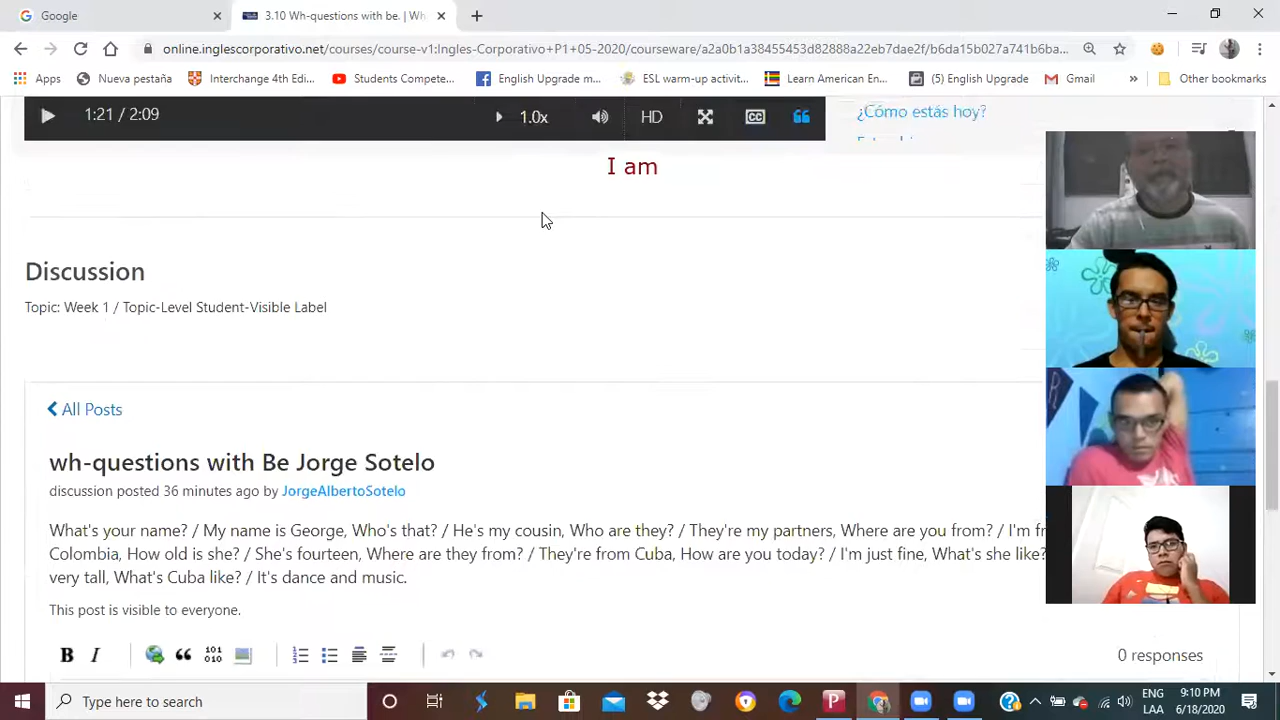 Google
3.10 Wh-questions with be. | Wh
online.inglescorporativo.net/courses/course-v1:Ingles-Corporativo+P1+05-2020/courseware/a2a0b1a38455453d82888a22eb7dae2f/b6da15b027a741b6ba...
Apps Nueva pestaña Interchange 4th Edi... Students Compete... English Upgrade m... ESL warm-up activit... Learn American En... (5) English Upgrade Gmail » Other bookmarks
1:21 / 2:09 1.0x HD CC ¿Cómo estás hoy?
I am
Discussion
Topic: Week 1 / Topic-Level Student-Visible Label
All Posts
wh-questions with Be Jorge Sotelo
discussion posted 36 minutes ago by JorgeAlbertoSotelo
What's your name? / My name is George, Who's that? / He's my cousin, Who are they? / They're my partners, Where are you from? / I'm fr
Colombia, How old is she? / She's fourteen, Where are they from? / They're from Cuba, How are you today? / I'm just fine, What's she like?
very tall, What's Cuba like? / It's dance and music.
This post is visible to everyone.
B I 101 010 0 responses
Type here to search ENG 9:10 PM
LAA 6/18/2020